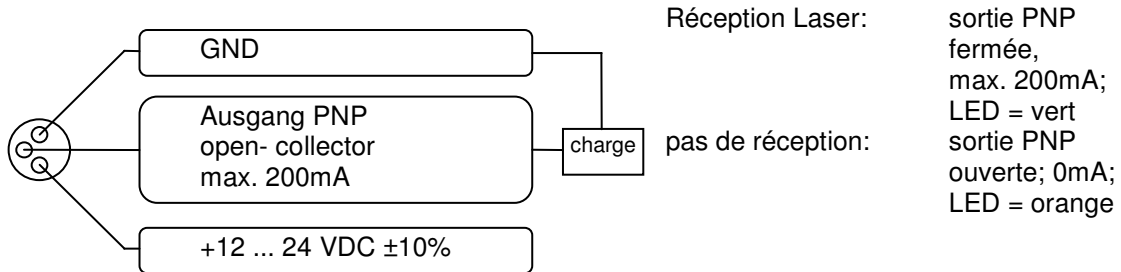 GND
Ausgang PNP
open- collector
max. 200mA
+12 ... 24 VDC ±10%
charge
Réception Laser:
sortie PNP
fermée,
max. 200mA;
LED = vert
pas de réception:
sortie PNP
ouverte; 0mA;
LED = orange